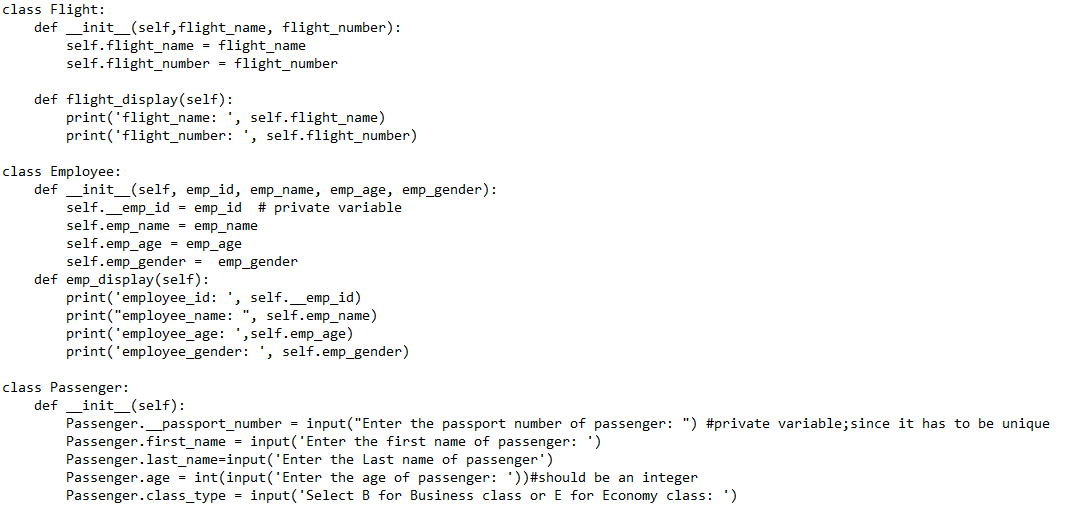 class Flight:
    def __init__(self,flight_name, flight_number):
        self.flight_name = flight_name
        self.flight_number = flight_number

    def flight_display(self):
        print('flight_name: ', self.flight_name)
        print('flight_number: ', self.flight_number)

class Employee:
    def __init__(self, emp_id, emp_name, emp_age, emp_gender):
        self.__emp_id = emp_id  # private variable
        self.emp_name = emp_name
        self.emp_age = emp_age
        self.emp_gender =  emp_gender
    def emp_display(self):
        print('employee_id: ', self.__emp_id)
        print("employee_name: ", self.emp_name)
        print('employee_age: ',self.emp_age)
        print('employee_gender: ', self.emp_gender)

class Passenger:
    def __init__(self):
        Passenger.__passport_number = input("Enter the passport number of passenger: ") #private variable;since it has to be unique
        Passenger.first_name = input('Enter the first name of passenger: ')
        Passenger.last_name=input('Enter the Last name of passenger')
        Passenger.age = int(input('Enter the age of passenger: '))#should be an integer
        Passenger.class_type = input('Select B for Business class or E for Economy class: ')